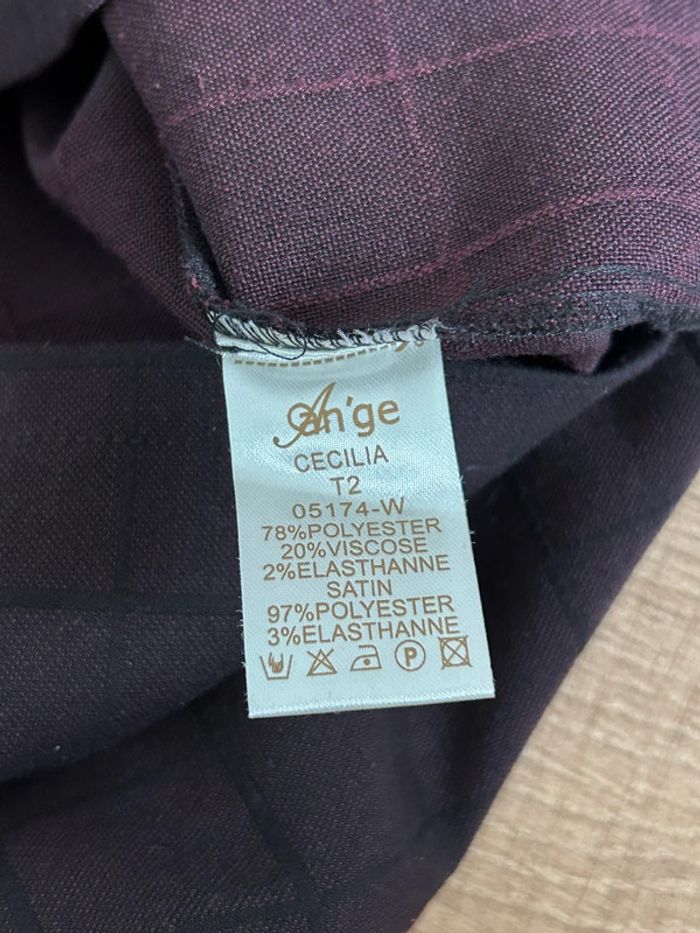 An'ge
CECILIA
T2
05174-W
78%POLYESTER
20%VISCOSE
2%ELASTHANNE
SATIN
97%POLYESTER
3%ELASTHANNE
P